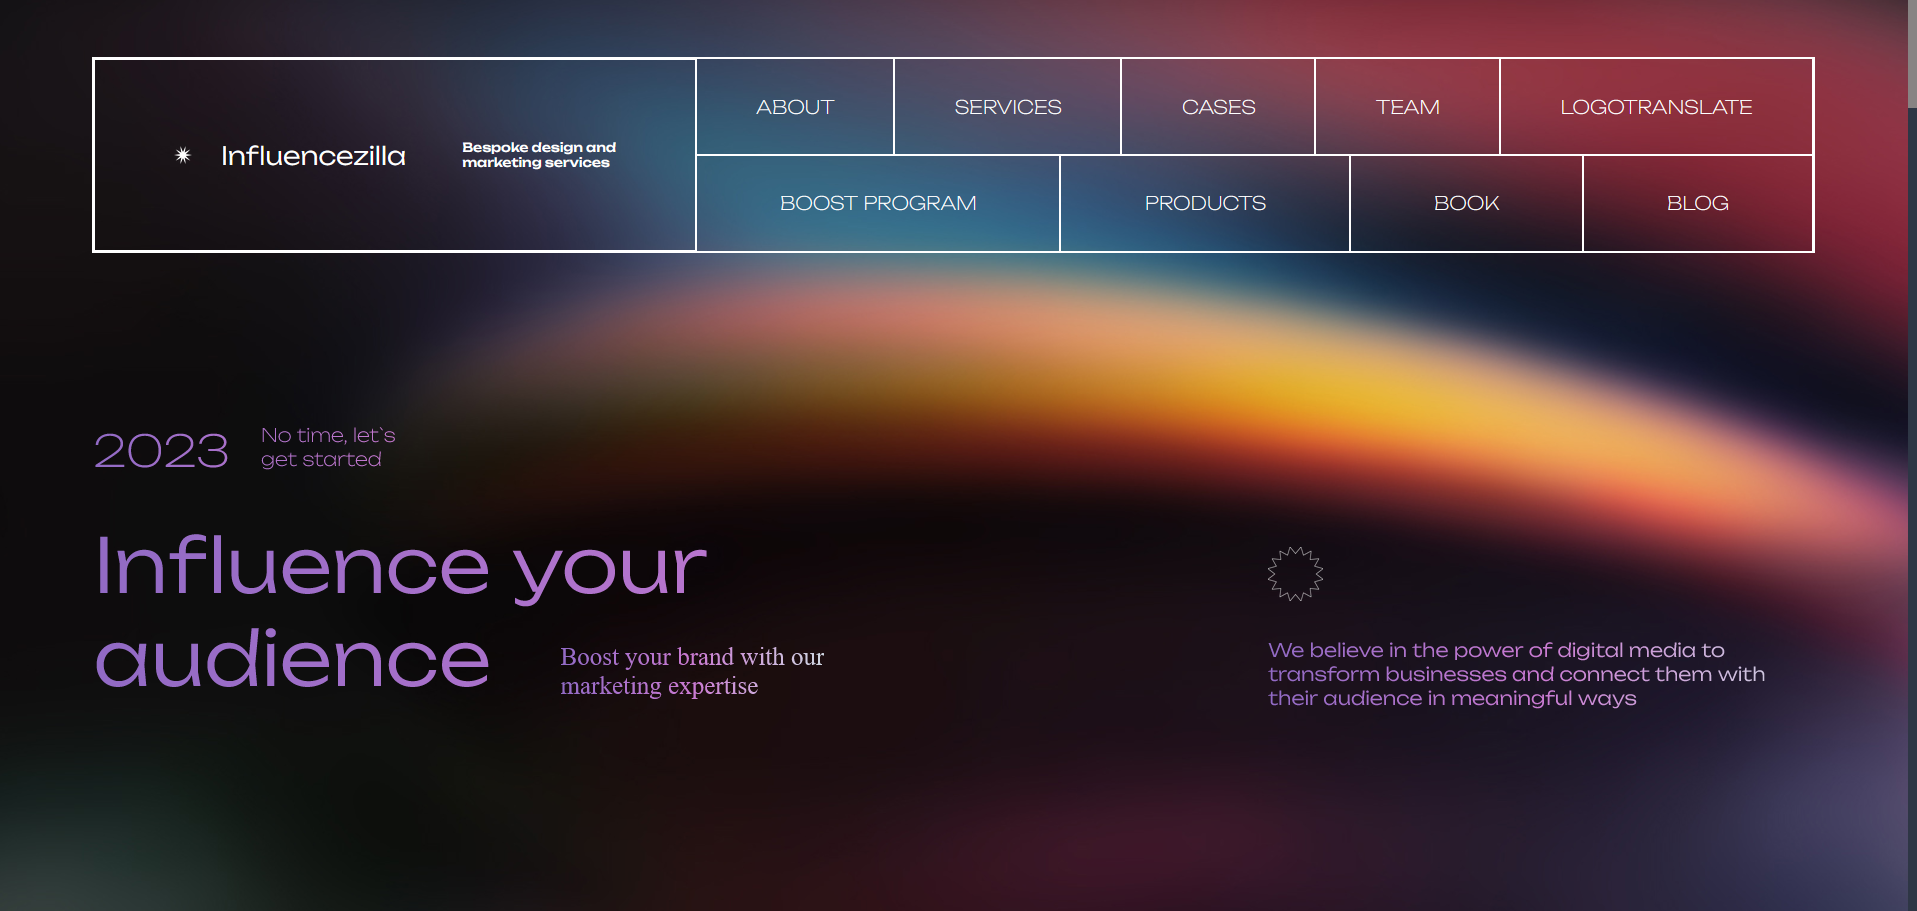 Influencezilla
Bespoke design and
marketing services
ABOUT
SERVICES
CASES
TEAM
LOGOTRANSLATE
BOOST PROGRAM
PRODUCTS
BOOK
BLOG
2023
No time, let`s
get started
Influence your
audience
Boost your brand with our
marketing expertise
We believe in the power of digital media to
transform businesses and connect them with
their audience in meaningful ways